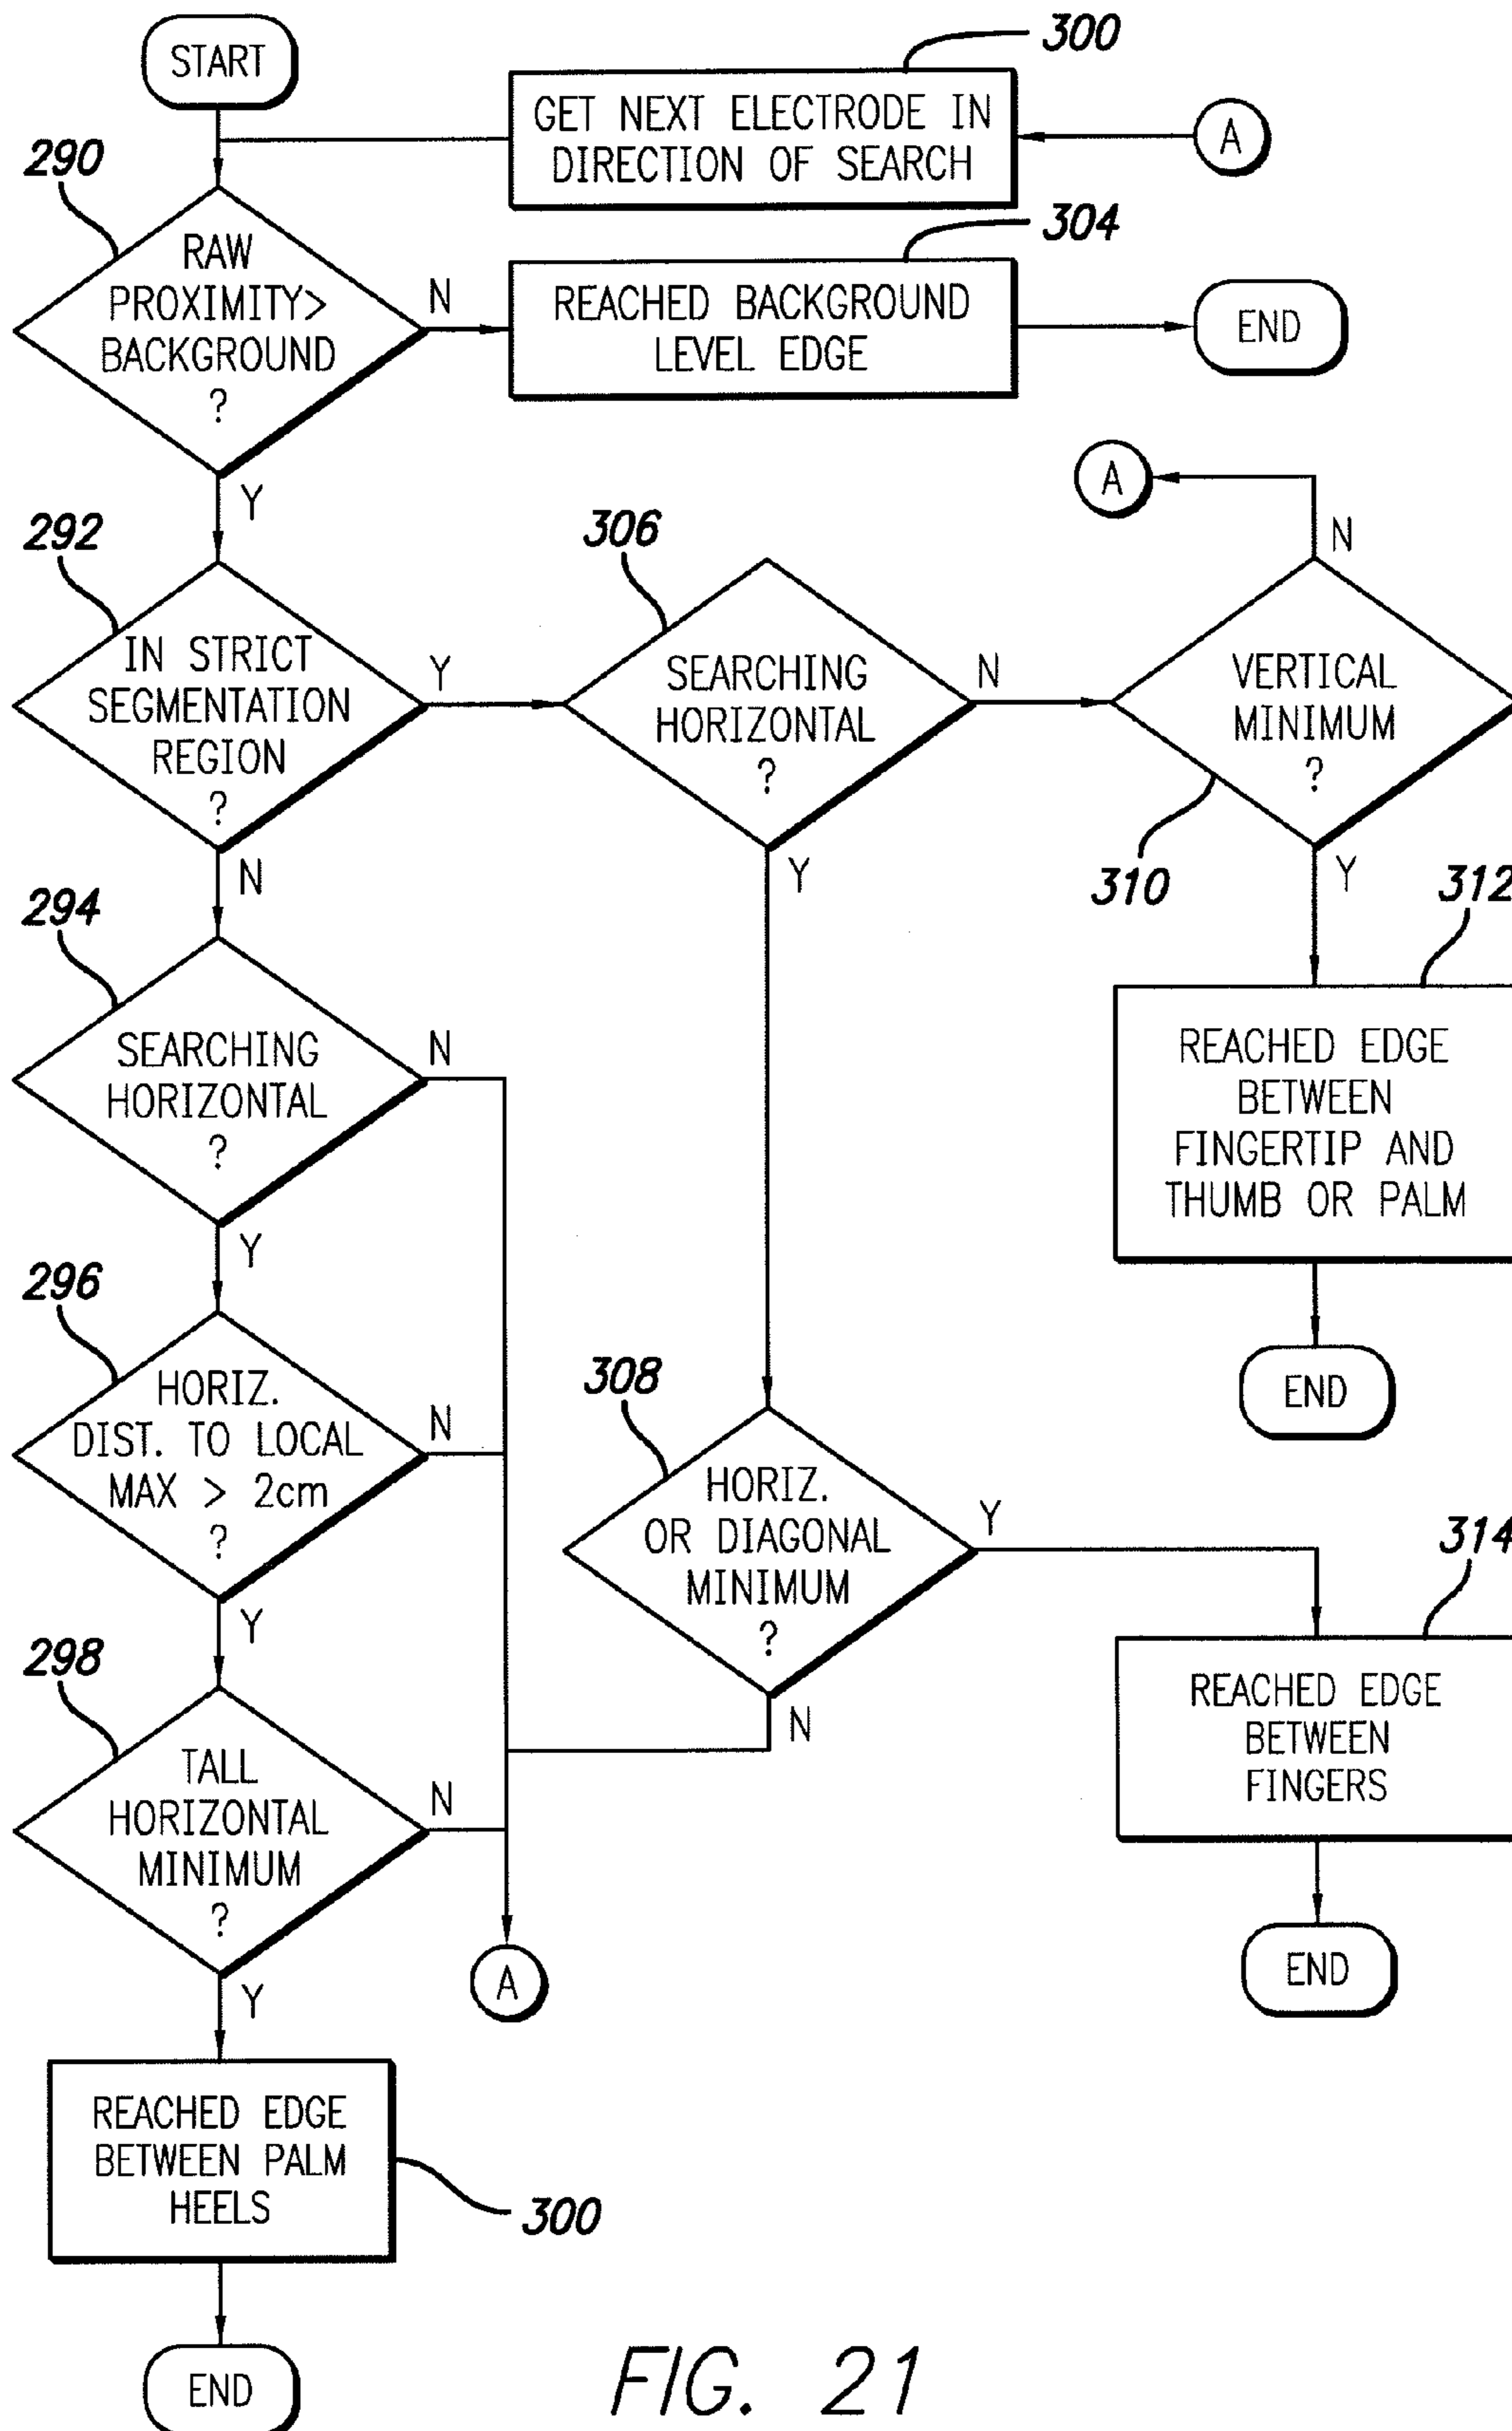 START
300
GET NEXT ELECTRODE IN
DIRECTION OF SEARCH
A
290
RAW
PROXIMITY>
BACKGROUND
?
N
304
REACHED BACKGROUND
LEVEL EDGE
END
Y
292
IN STRICT
SEGMENTATION
REGION
?
Y
306
SEARCHING
HORIZONTAL
?
N
A
N
VERTICAL
MINIMUM
?
310
Y
312
REACHED EDGE
BETWEEN
FINGERTIP AND
THUMB OR PALM
END
N
Y
294
SEARCHING
HORIZONTAL
?
N
Y
296
HORIZ.
DIST. TO LOCAL
MAX > 2cm
?
N
308
HORIZ.
OR DIAGONAL
MINIMUM
?
Y
314
REACHED EDGE
BETWEEN
FINGERS
END
N
Y
298
TALL
HORIZONTAL
MINIMUM
?
N
A
Y
REACHED EDGE
BETWEEN PALM
HEELS
300
END
FIG. 21